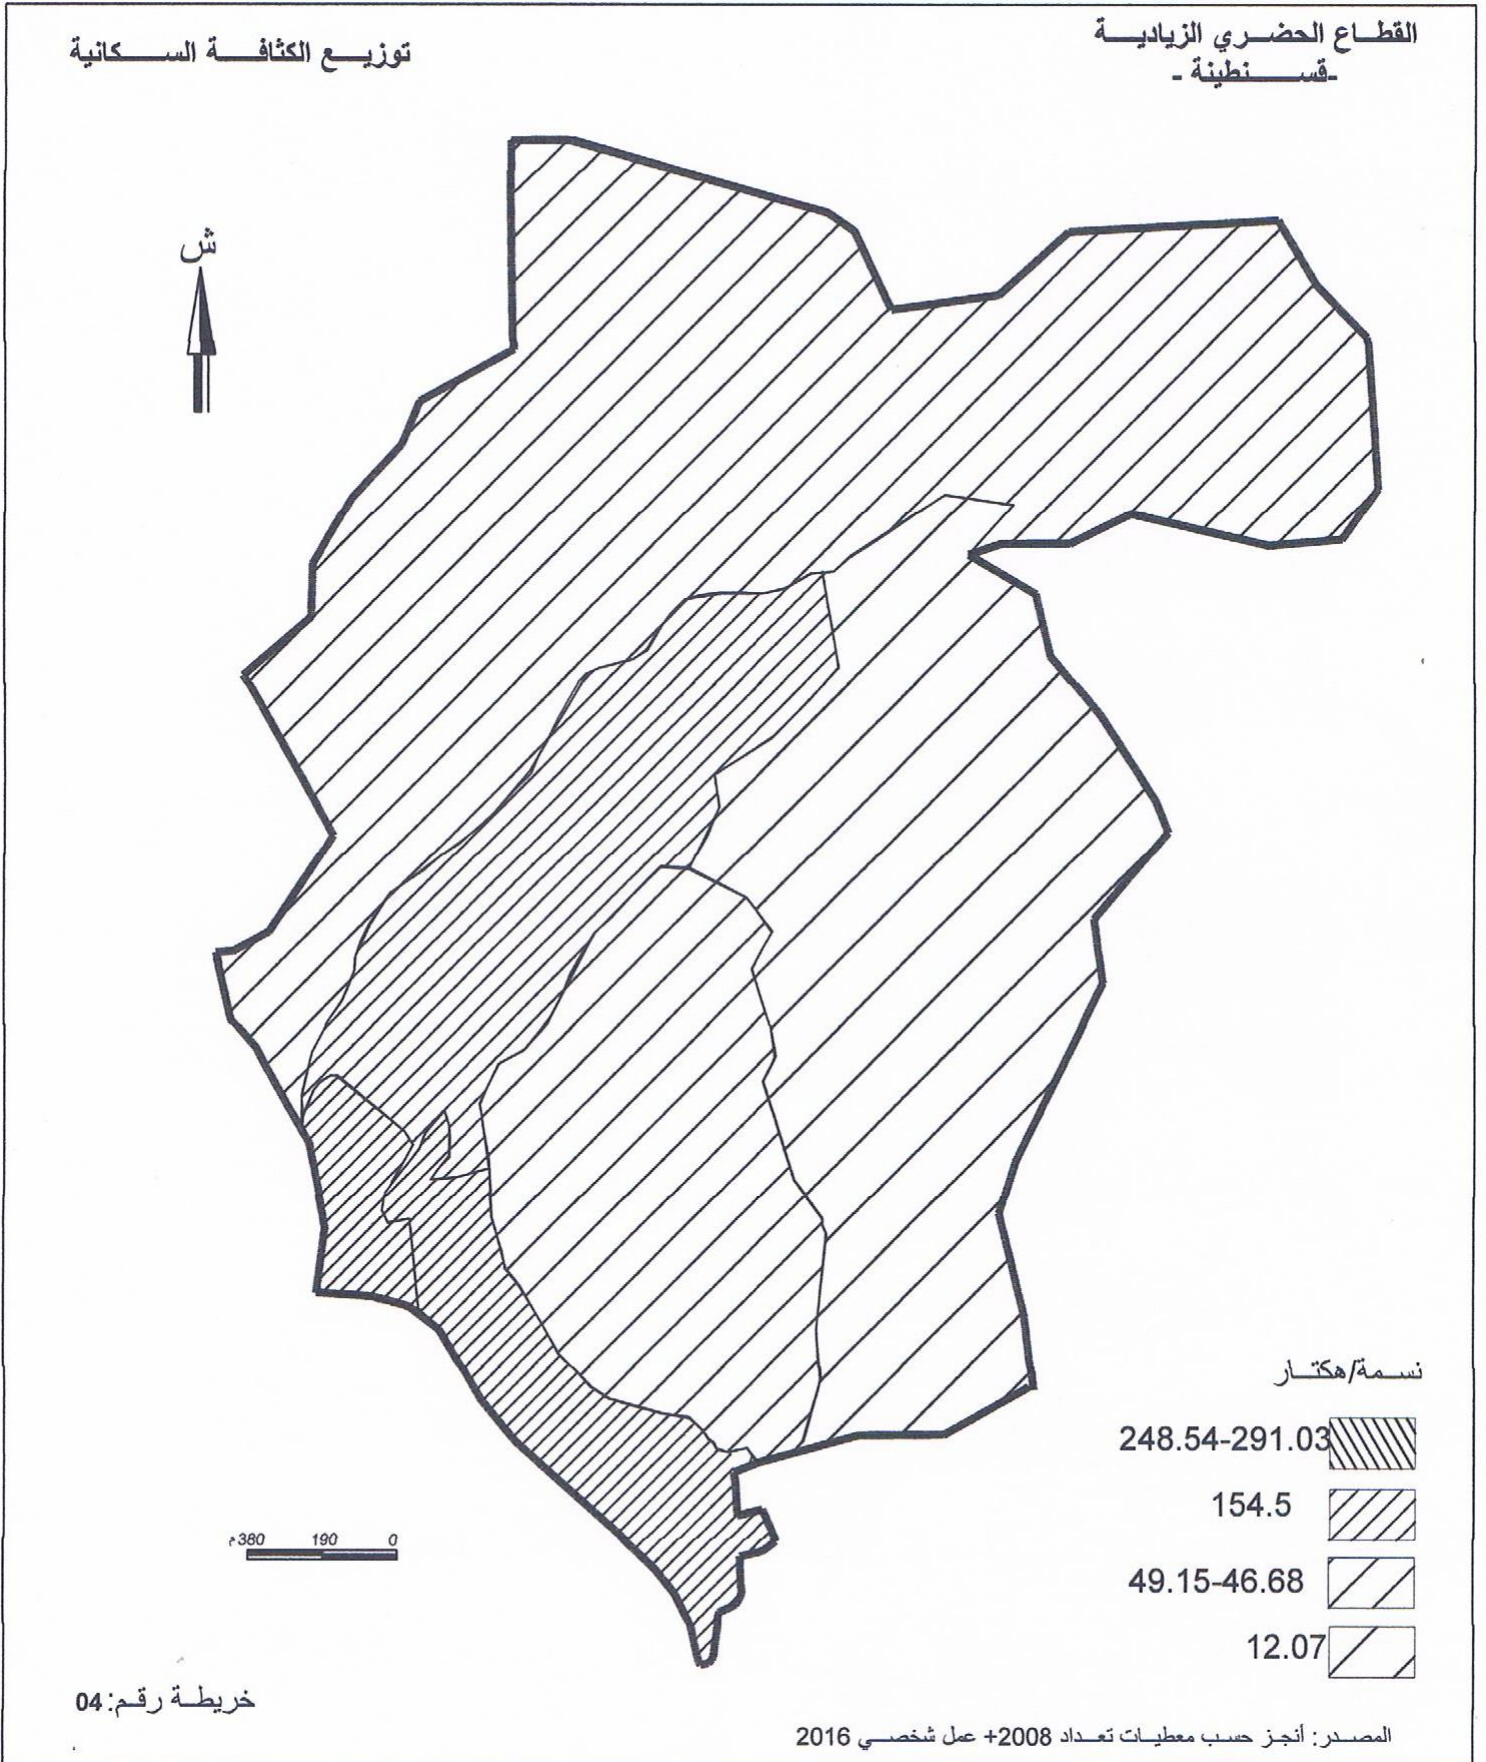 القطاع الحضري الزيادية
-قسنطينة -
توزيع الكثافة السكانية
ش
نسمة/هكتار
248.54-291.03
154.5
49.15-46.68
12.07
0 190 380م
خريطة رقم:04
المصدر: أنجز حسب معطيات تعداد 2008+ عمل شخصي 2016